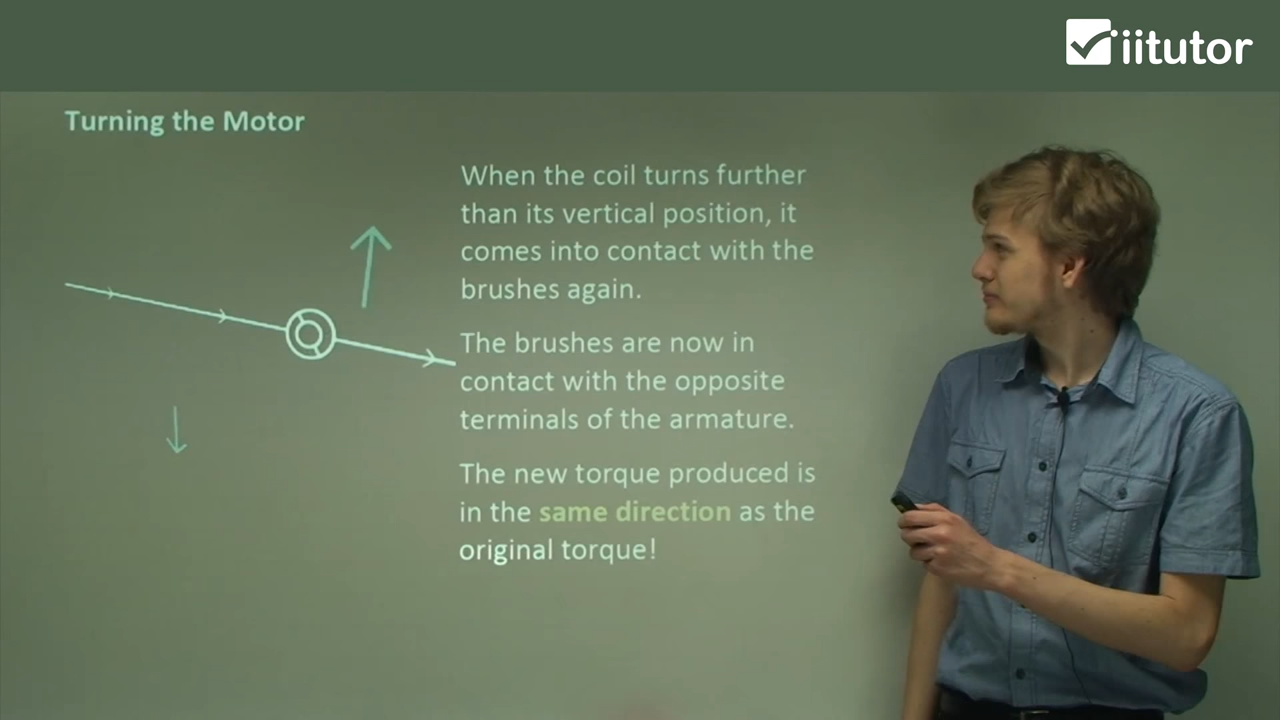 iitutor
Turning the Motor
When the coil turns further
than its vertical position, it
comes into contact with the
brushes again.
The brushes are now in
contact with the opposite
terminals of the armature.
The new torque produced is
in the same direction as the
original torque!